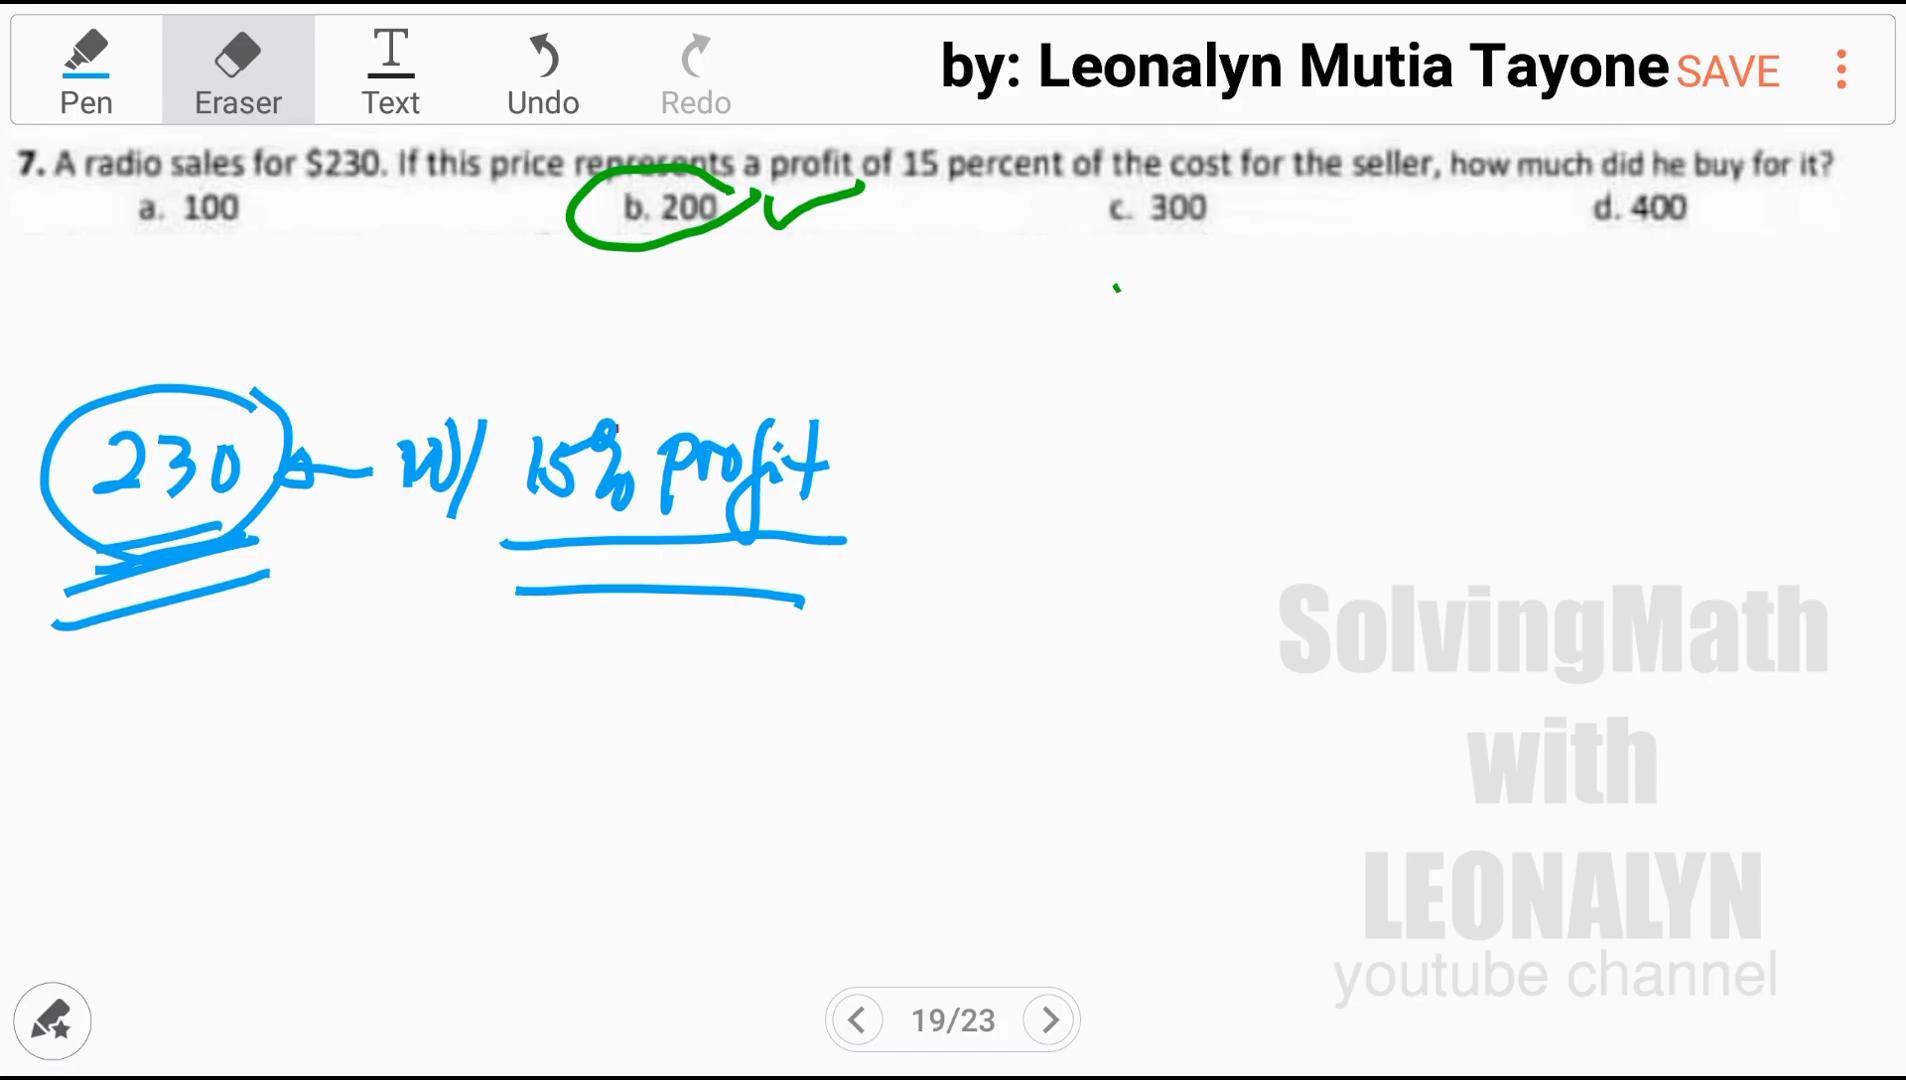 Pen Eraser Text Undo Redo by: Leonalyn Mutia Tayone SAVE
7. A radio sales for $230. If this price represents a profit of 15 percent of the cost for the seller, how much did he buy for it?
a. 100 b. 200 c. 300 d. 400
230 w/ 15% profit
SolvingMath
with
LEONALYN
youtube channel
19/23